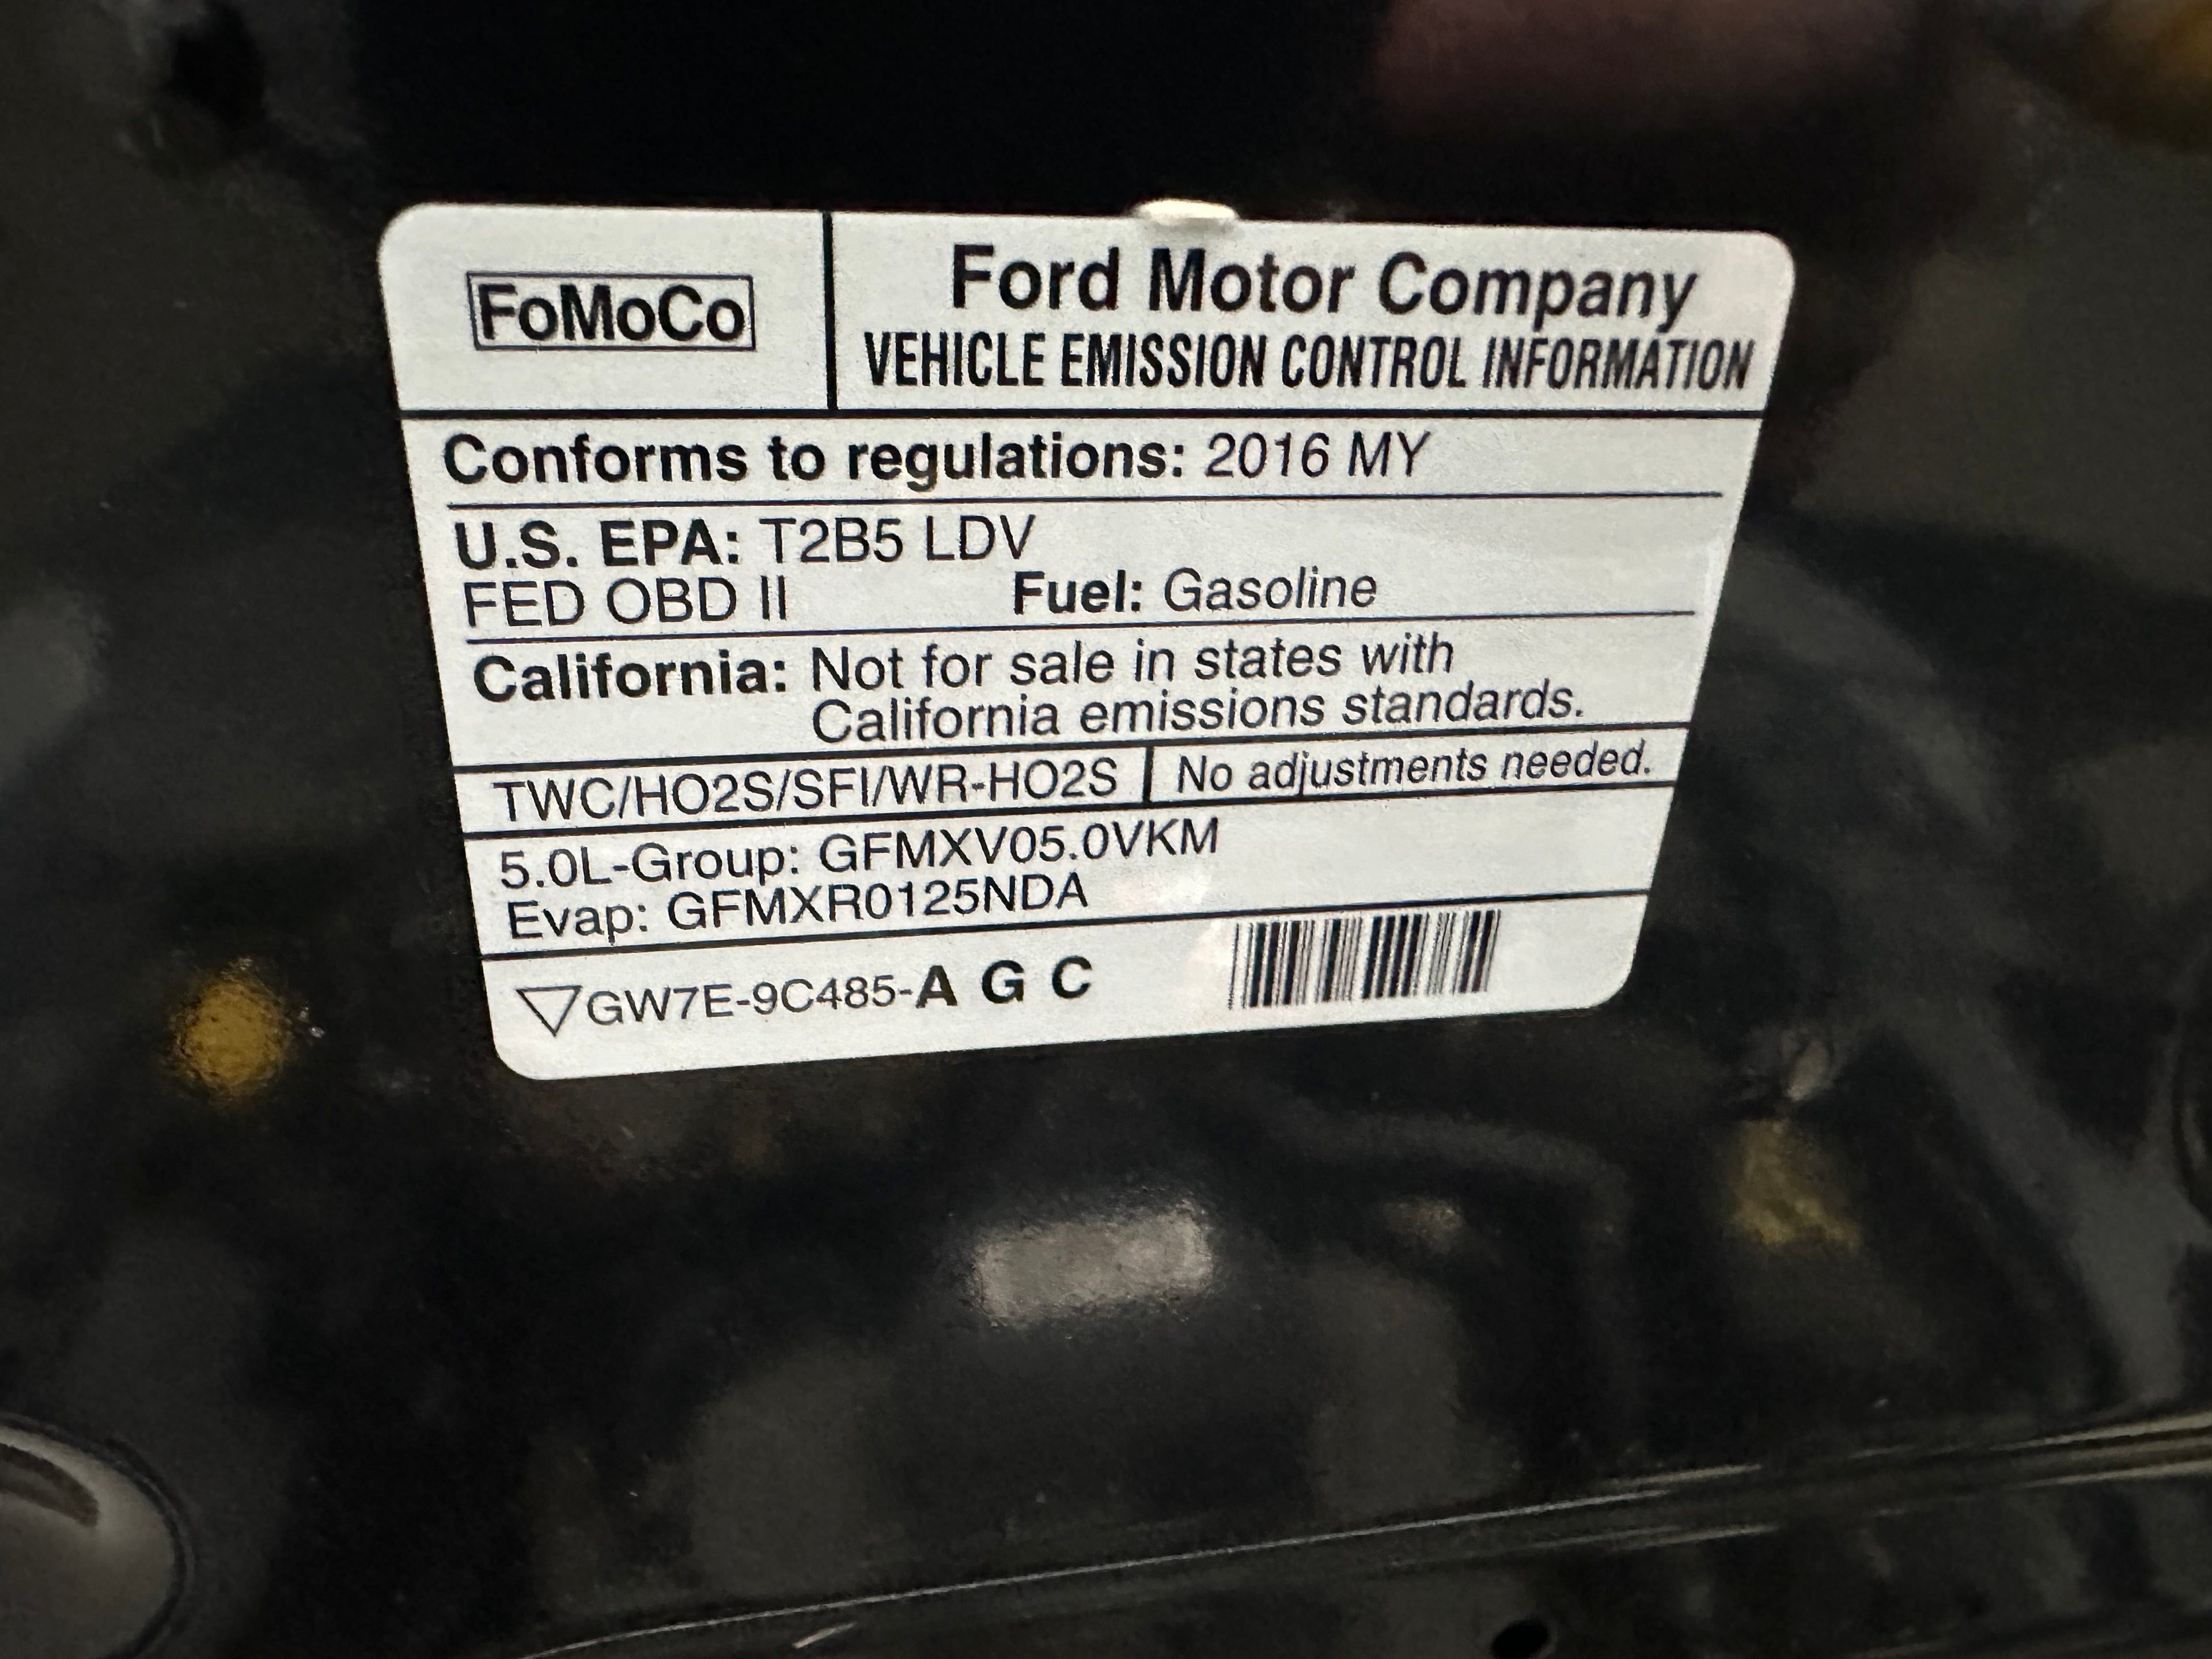 FoMoCo
Ford Motor Company
VEHICLE EMISSION CONTROL INFORMATION
Conforms to regulations: 2016 MY
U.S. EPA: T2B5 LDV
FED OBD II Fuel: Gasoline
California: Not for sale in states with
California emissions standards.
TWC/HO2S/SFI/WR-HO2S No adjustments needed.
5.0L-Group: GFMXV05.0VKM
Evap: GFMXR0125NDA
GW7E-9C485-A G C